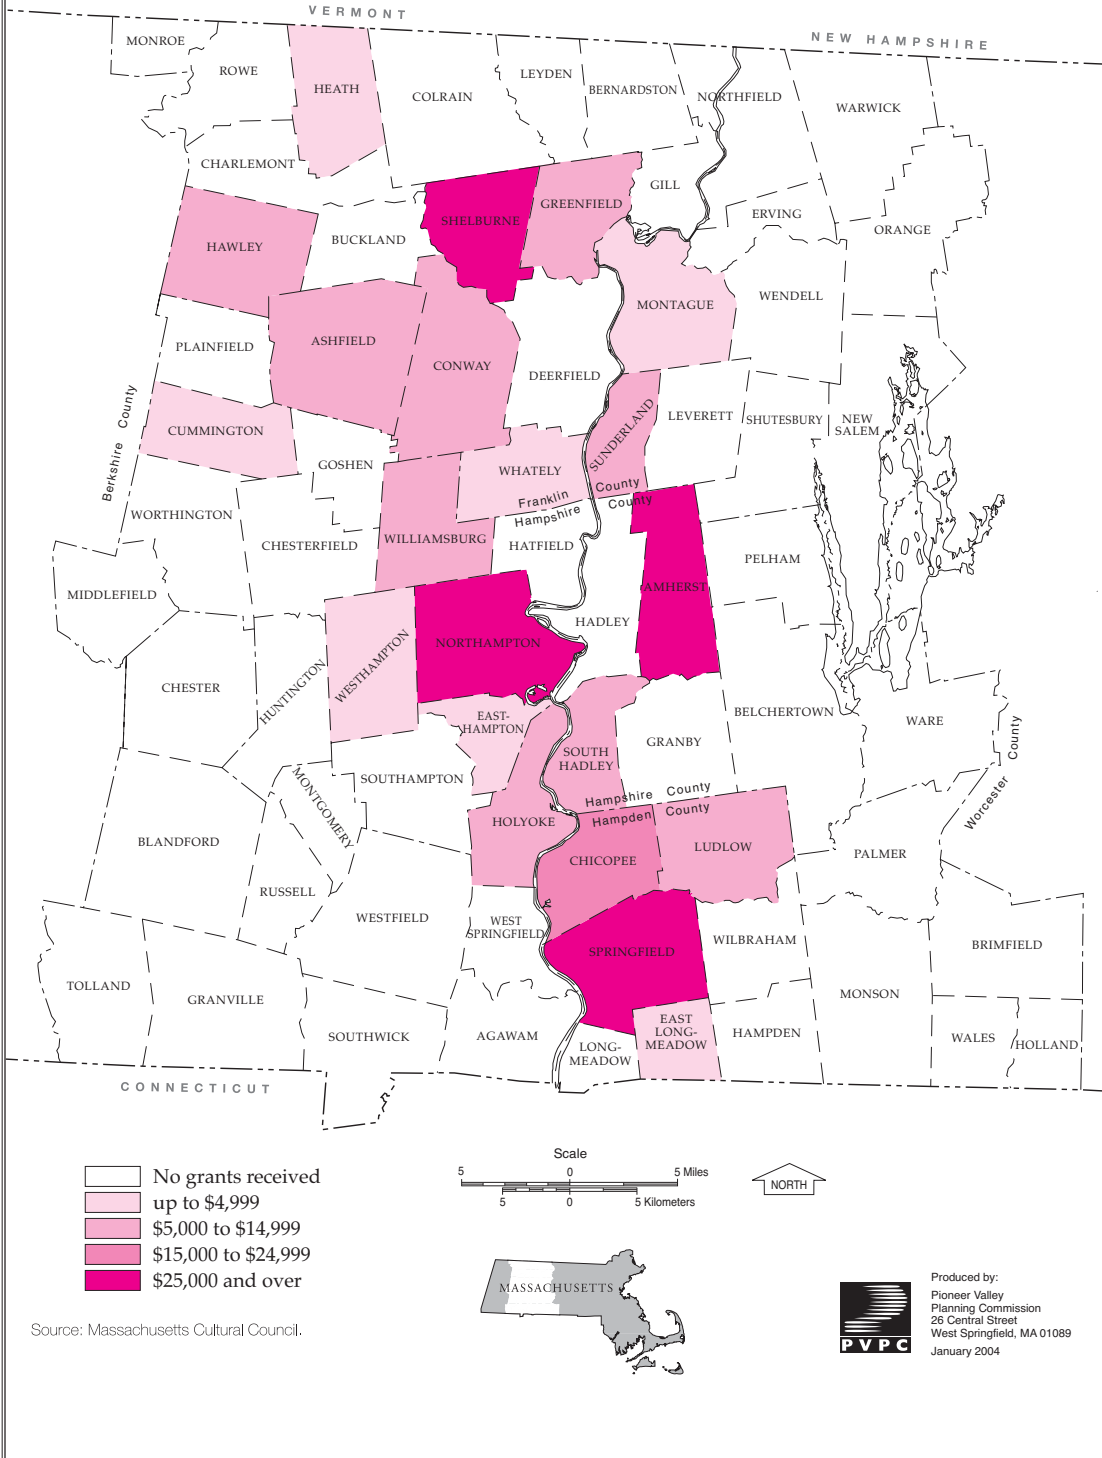 VERMONT
NEW HAMPSHIRE
MONROE
ROWE
HEATH
COLRAIN
LEYDEN
BERNARDSTON
NORTHFIELD
WARWICK
CHARLEMONT
GILL
SHELBURNE
GREENFIELD
ERVING
ORANGE
HAWLEY
BUCKLAND
MONTAGUE
WENDELL
PLAINFIELD
ASHFIELD
CONWAY
DEERFIELD
Berkshire County
CUMMINGTON
SUNDERLAND
LEVERETT
SHUTESBURY
NEW
SALEM
GOSHEN
WHATELY
Franklin County
Hampshire County
WORTHINGTON
CHESTERFIELD
WILLIAMSBURG
HATFIELD
PELHAM
MIDDLEFIELD
AMHERST
HADLEY
NORTHAMPTON
WESTHAMPTON
HUNTINGTON
CHESTER
EAST-
HAMPTON
BELCHERTOWN
WARE
GRANBY
SOUTH
HADLEY
SOUTHAMPTON
MONTGOMERY
Worcester County
Hampshire County
Hampden County
HOLYOKE
BLANDFORD
CHICOPEE
LUDLOW
PALMER
RUSSELL
WESTFIELD
WEST
SPRINGFIELD
SPRINGFIELD
WILBRAHAM
BRIMFIELD
TOLLAND
GRANVILLE
MONSON
SOUTHWICK
AGAWAM
LONG-
MEADOW
EAST
LONG-
MEADOW
HAMPDEN
WALES
HOLLAND
CONNECTICUT
No grants received
up to $4,999
$5,000 to $14,999
$15,000 to $24,999
$25,000 and over
Scale
5 0 5 Miles
5 0 5 Kilometers
NORTH
MASSACHUSETTS
Source: Massachusetts Cultural Council.
PVPC
Produced by:
Pioneer Valley
Planning Commission
26 Central Street
West Springfield, MA 01089
January 2004